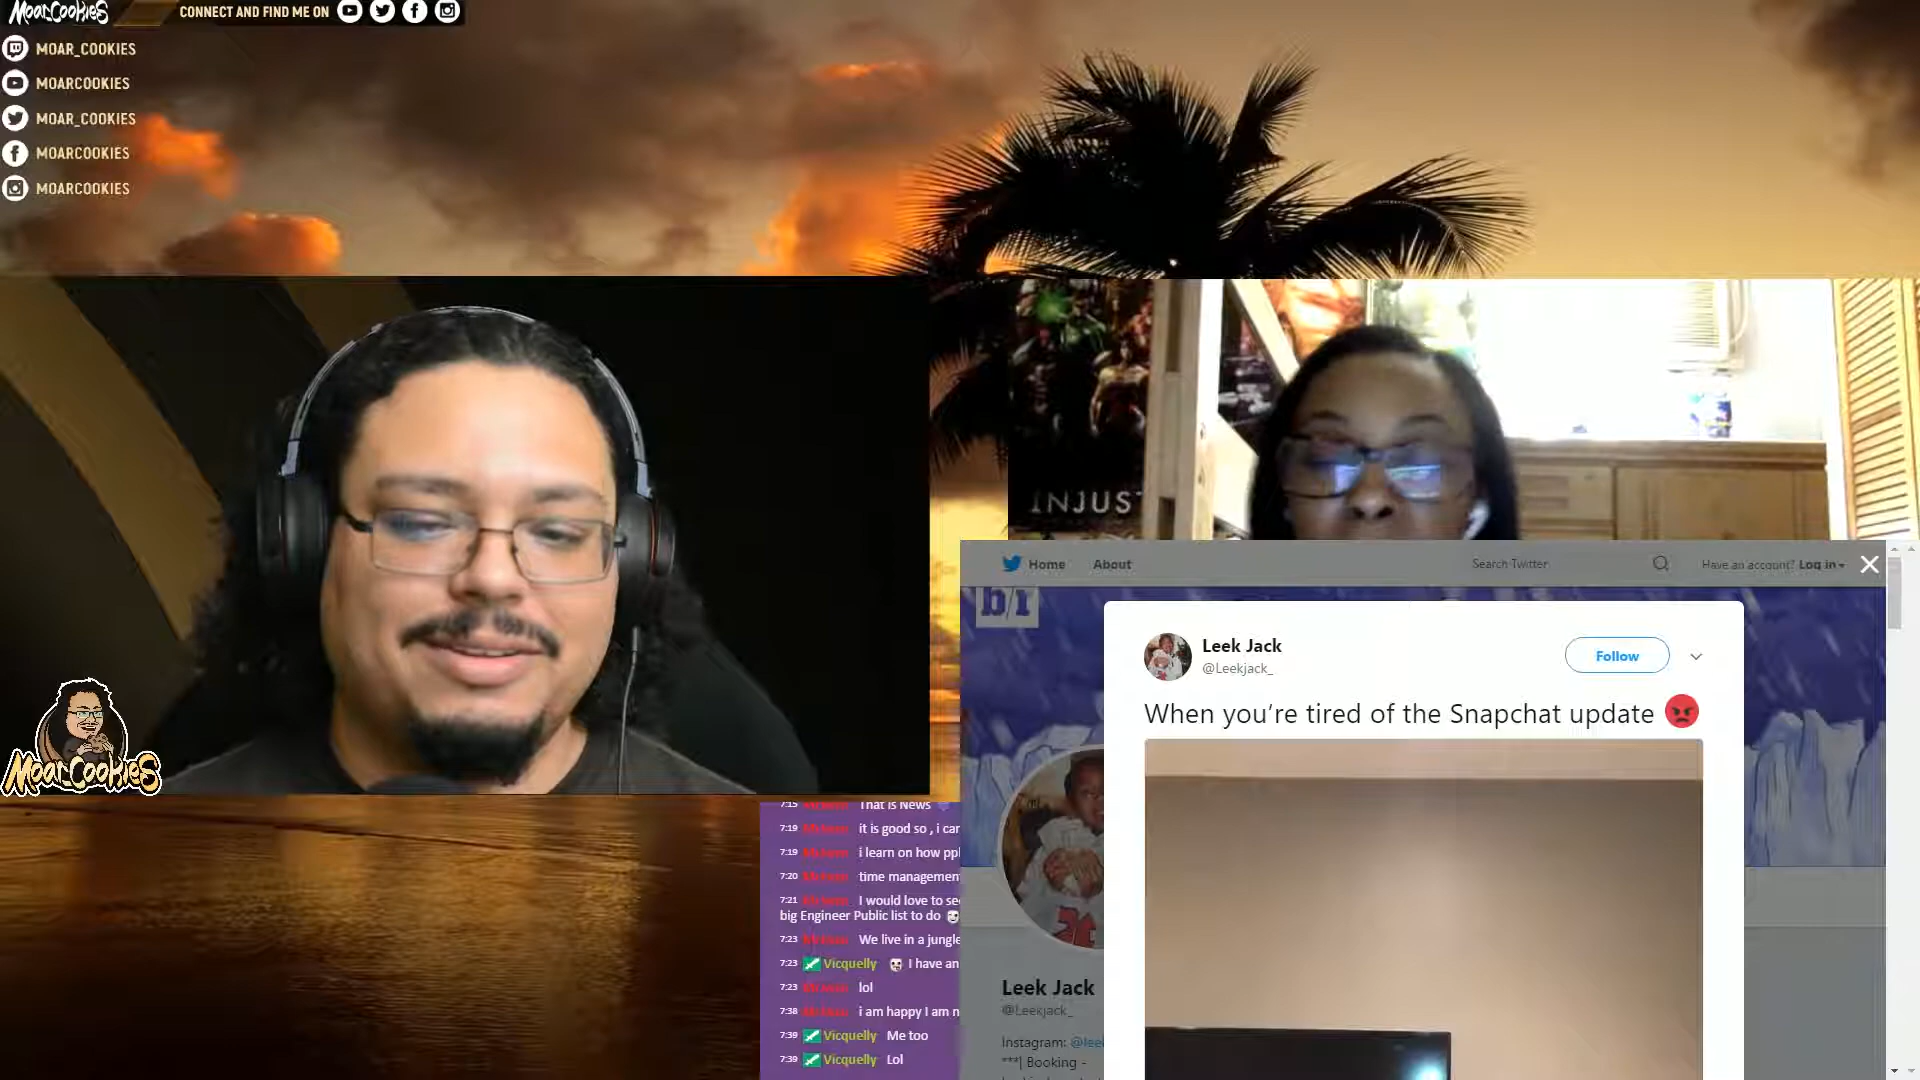 MoarCookies
CONNECT AND FIND ME ON
MOAR_COOKIES
MOARCOOKIES
MOAR_COOKIES
MOARCOOKIES
MOARCOOKIES
INJUST
MoarCookies
Home About Search Twitter Have an account? Log in
b/r
Leek Jack
@Leekjack_
Follow
When you’re tired of the Snapchat update
7:15 That is News
7:19 it is good so , i car
7:19 i learn on how ppl
7:20 time managemen
7:21 I would love to se
big Engineer Public list to do
7:23 We live in a jungle
7:23 Vicquelly I have an
7:23 lol
7:38 i am happy I am n
7:39 Vicquelly Me too
7:39 Vicquelly Lol
Leek Jack
@Leekjack_
Instagram: @leel
***| Booking -